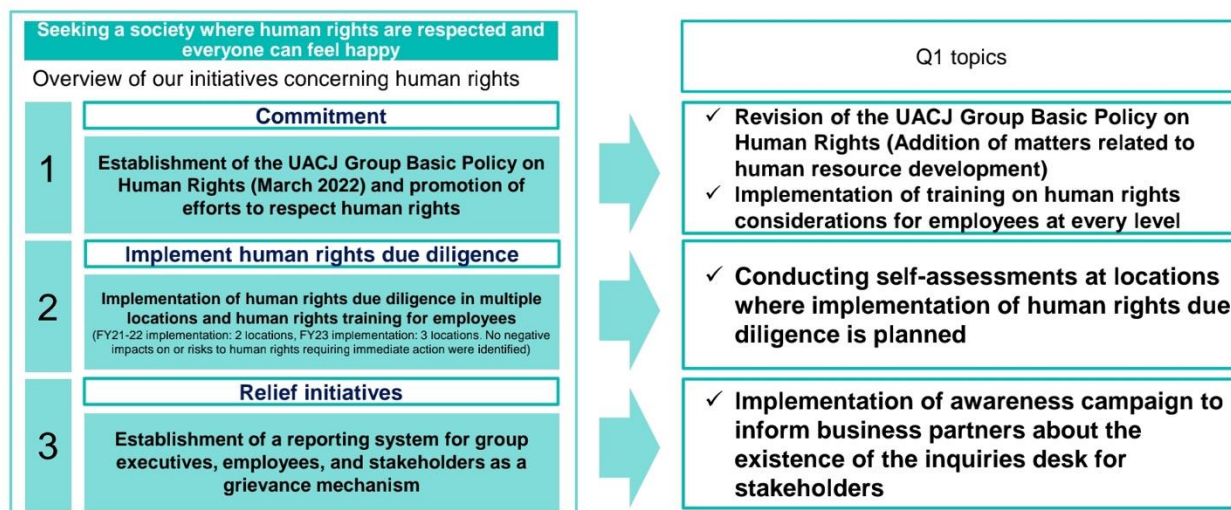 Seeking a society where human rights are respected and
everyone can feel happy
Overview of our initiatives concerning human rights
1
Commitment
Establishment of the UACJ Group Basic Policy on
Human Rights (March 2022) and promotion of
efforts to respect human rights
2
Implement human rights due diligence
Implementation of human rights due diligence in multiple
locations and human rights training for employees
(FY21-22 implementation: 2 locations, FY23 implementation: 3 locations. No negative
impacts on or risks to human rights requiring immediate action were identified)
3
Relief initiatives
Establishment of a reporting system for group
executives, employees, and stakeholders as a
grievance mechanism
Q1 topics
✓ Revision of the UACJ Group Basic Policy on
Human Rights (Addition of matters related to
human resource development)
✓ Implementation of training on human rights
considerations for employees at every level
✓ Conducting self-assessments at locations
where implementation of human rights due
diligence is planned
✓ Implementation of awareness campaign to
inform business partners about the
existence of the inquiries desk for
stakeholders